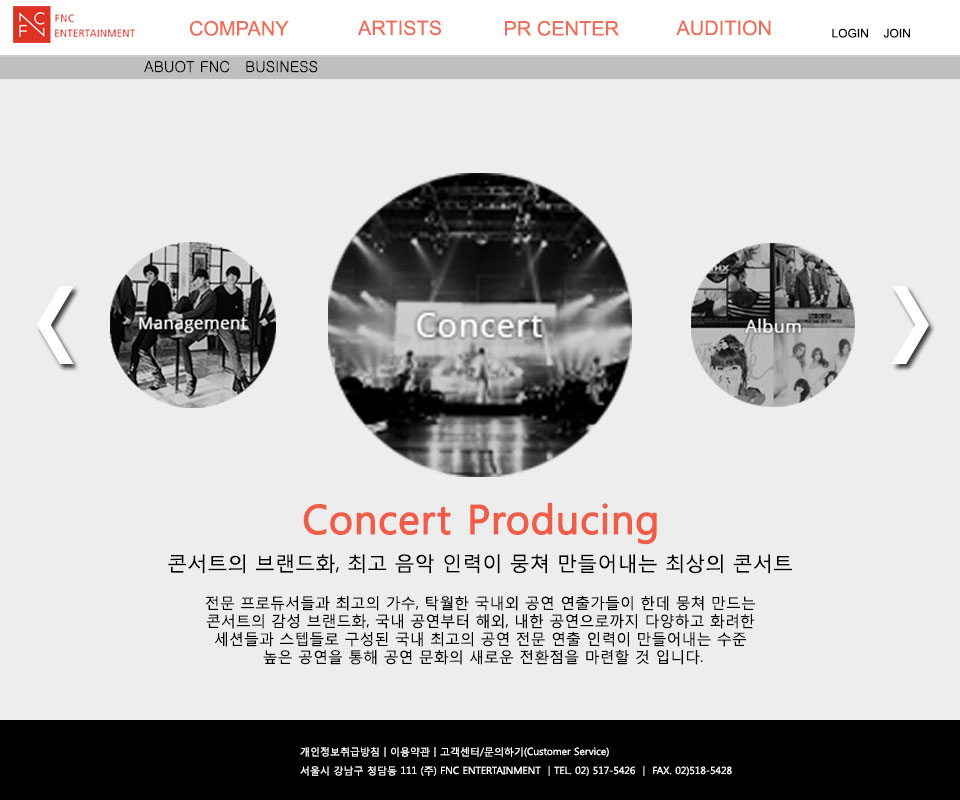 FNC
ENTERTAINMENT
COMPANY ARTISTS PR CENTER AUDITION LOGIN JOIN
ABUOT FNC BUSINESS
Management
Concert
Album
Concert Producing
콘서트의 브랜드화, 최고 음악 인력이 뭉쳐 만들어내는 최상의 콘서트
전문 프로듀서들과 최고의 가수, 탁월한 국내외 공연 연출가들이 한데 뭉쳐 만드는
콘서트의 감성 브랜드화, 국내 공연부터 해외, 내한 공연으로까지 다양하고 화려한
세션들과 스텝들로 구성된 국내 최고의 공연 전문 연출 인력이 만들어내는 수준
높은 공연을 통해 공연 문화의 새로운 전환점을 마련할 것 입니다.
개인정보취급방침 | 이용약관 | 고객센터/문의하기(Customer Service)
서울시 강남구 청담동 111 (주) FNC ENTERTAINMENT | TEL. 02) 517-5426 | FAX. 02)518-5428